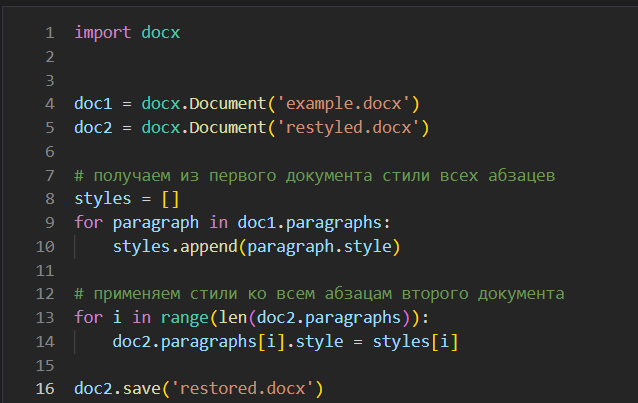 1 import docx
2
3
4 doc1 = docx.Document('example.docx')
5 doc2 = docx.Document('restyled.docx')
6
7 # получаем из первого документа стили всех абзацев
8 styles = []
9 for paragraph in doc1.paragraphs:
10     styles.append(paragraph.style)
11
12 # применяем стили ко всем абзацам второго документа
13 for i in range(len(doc2.paragraphs)):
14     doc2.paragraphs[i].style = styles[i]
15
16 doc2.save('restored.docx')